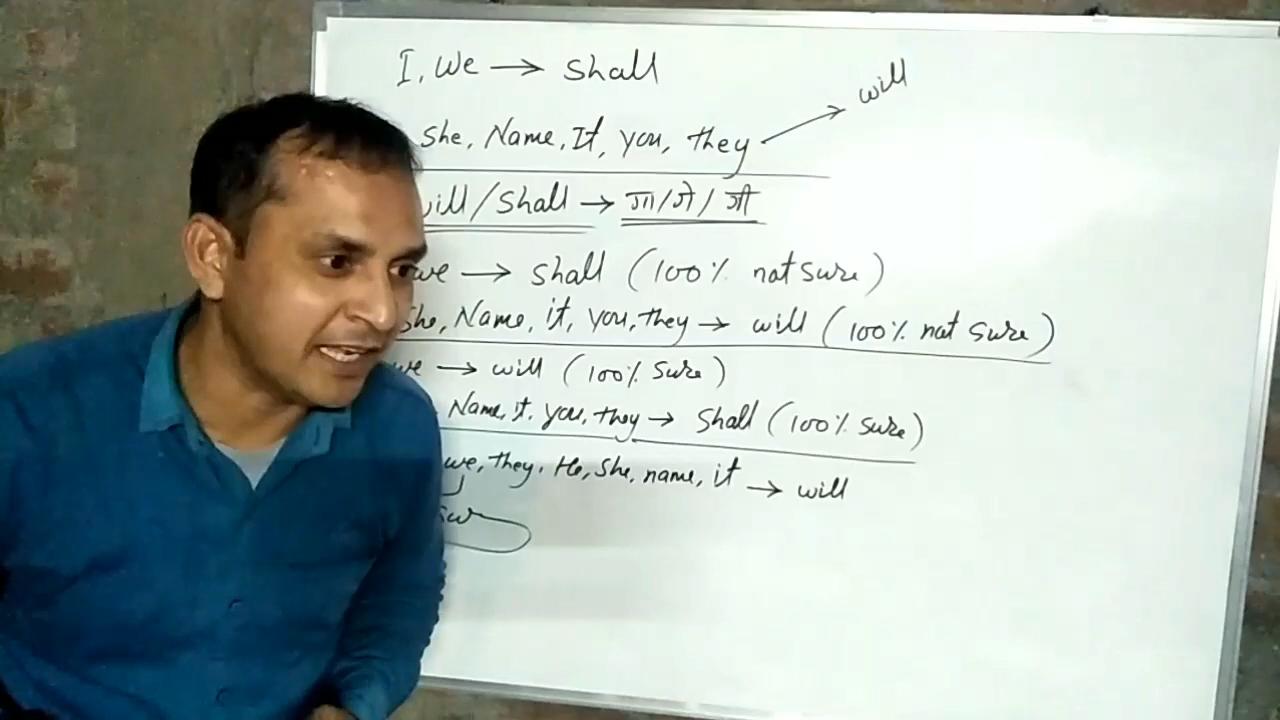 I, We → shall
will
She, Name, It, you, they
will/shall → गा/गे/गी
we → shall (100% not sure)
She, Name, it, you, they → will (100% not sure)
we → will (100% sure)
Name, it, you, they → shall (100% sure)
we, they, He, She, name, it → will